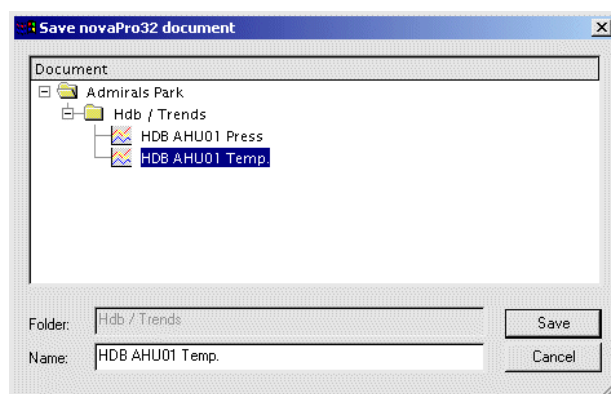 Save novaPro32 document
Document
Admirals Park
Hdb / Trends
HDB AHU01 Press
HDB AHU01 Temp.
Folder: Hdb / Trends Save
Name: HDB AHU01 Temp. Cancel